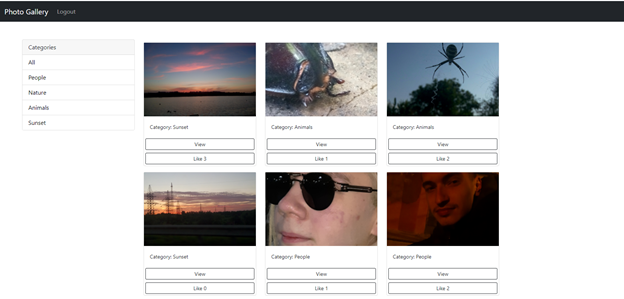 Photo Gallery Logout
Categories
All
People
Nature
Animals
Sunset
Category: Sunset
View
Like 3
Category: Animals
View
Like 1
Category: Animals
View
Like 2
Category: Sunset
View
Like 0
Category: People
View
Like 1
Category: People
View
Like 2